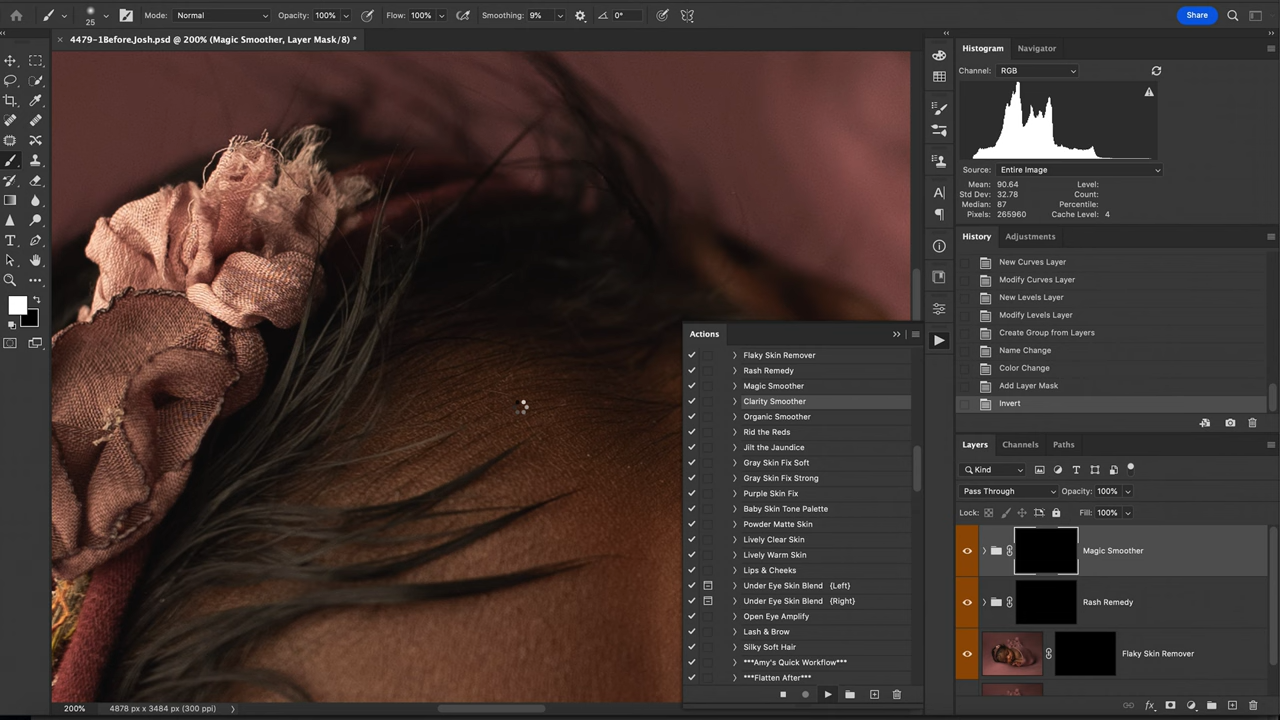 25 Mode: Normal Opacity: 100% Flow: 100% Smoothing: 9% 0° Share
4479-1Before.Josh.psd @ 200% (Magic Smoother, Layer Mask/8) *
Histogram Navigator
Channel: RGB
Source: Entire Image
Mean: 90.64 Level:
Std Dev: 32.78 Count:
Median: 87 Percentile:
Pixels: 265960 Cache Level: 4
History Adjustments
New Curves Layer
Modify Curves Layer
New Levels Layer
Modify Levels Layer
Create Group from Layers
Name Change
Color Change
Add Layer Mask
Invert
Actions
Flaky Skin Remover
Rash Remedy
Magic Smoother
Clarity Smoother
Organic Smoother
Rid the Reds
Jilt the Jaundice
Gray Skin Fix Soft
Gray Skin Fix Strong
Purple Skin Fix
Baby Skin Tone Palette
Powder Matte Skin
Lively Clear Skin
Lively Warm Skin
Lips & Cheeks
Under Eye Skin Blend {Left}
Under Eye Skin Blend {Right}
Open Eye Amplify
Lash & Brow
Silky Soft Hair
***Amy's Quick Workflow***
***Flatten After***
Layers Channels Paths
Kind
Pass Through Opacity: 100%
Lock: Fill: 100%
Magic Smoother
Rash Remedy
Flaky Skin Remover
200% 4878 px x 3484 px (300 ppi)